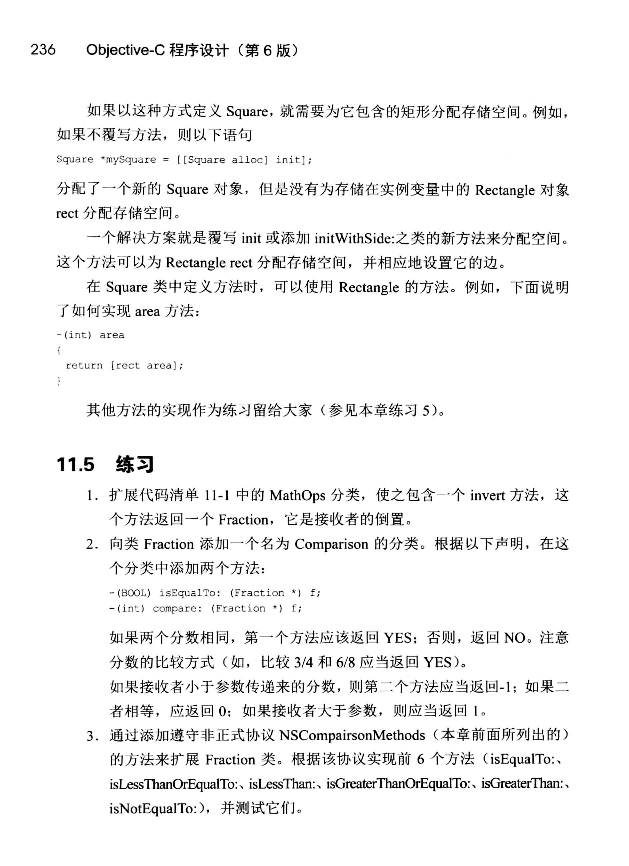 236 Objective-C 程序设计（第 6 版）
如果以这种方式定义 Square，就需要为它包含的矩形分配存储空间。例如，
如果不覆写方法，则以下语句
Square *mySquare = [[Square alloc] init];
分配了一个新的 Square 对象，但是没有为存储在实例变量中的 Rectangle 对象
rect 分配存储空间。
一个解决方案就是覆写 init 或添加 initWithSide:之类的新方法来分配空间。
这个方法可以为 Rectangle rect 分配存储空间，并相应地设置它的边。
在 Square 类中定义方法时，可以使用 Rectangle 的方法。例如，下面说明
了如何实现 area 方法：
-(int) area
{
return [rect area];
}
其他方法的实现作为练习留给大家（参见本章练习 5）。
11.5 练习
1. 扩展代码清单 11-1 中的 MathOps 分类，使之包含一个 invert 方法，这
个方法返回一个 Fraction，它是接收者的倒置。
2. 向类 Fraction 添加一个名为 Comparison 的分类。根据以下声明，在这
个分类中添加两个方法：
-(BOOL) isEqualTo: (Fraction *) f;
-(int) compare: (Fraction *) f;
如果两个分数相同，第一个方法应该返回 YES；否则，返回 NO。注意
分数的比较方式（如，比较 3/4 和 6/8 应当返回 YES）。
如果接收者小于参数传递来的分数，则第二个方法应当返回-1；如果二
者相等，应返回 0；如果接收者大于参数，则应当返回 1。
3. 通过添加遵守非正式协议 NSCompairsonMethods（本章前面所列出的）
的方法来扩展 Fraction 类。根据该协议实现前 6 个方法（isEqualTo:、
isLessThanOrEqualTo:、isLessThan:、isGreaterThanOrEqualTo:、isGreaterThan:、
isNotEqualTo:），并测试它们。